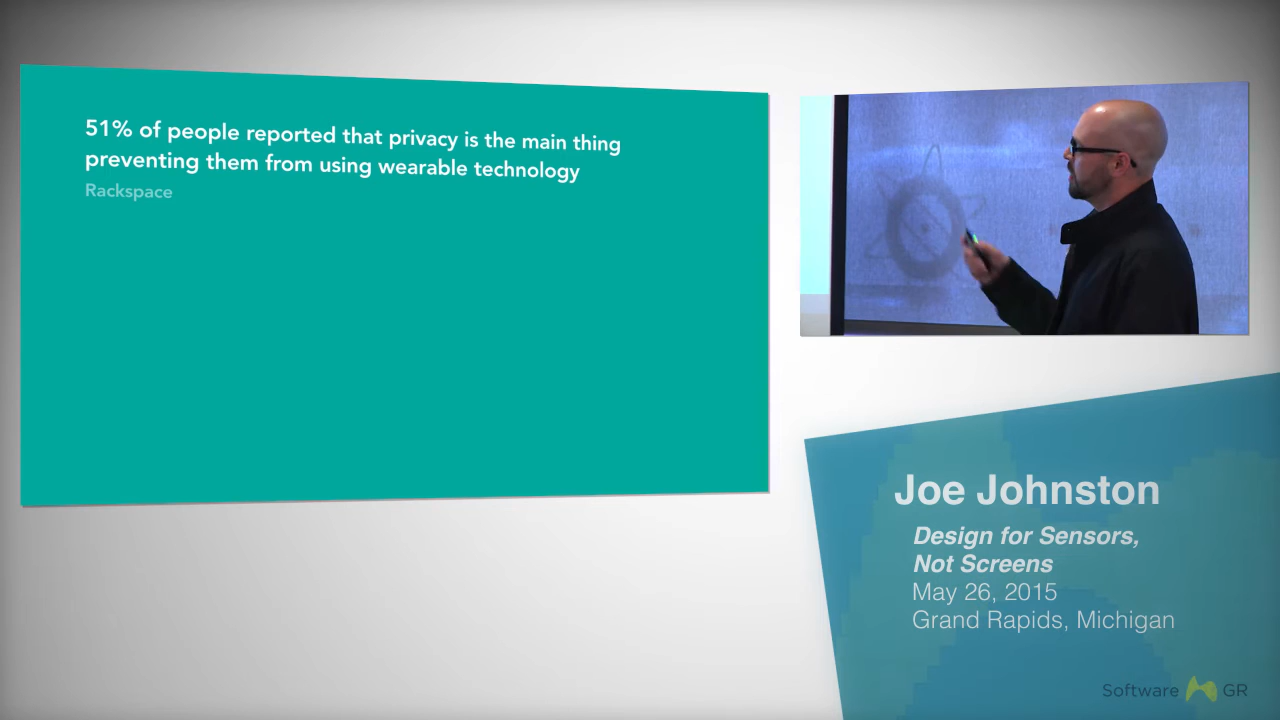 51% of people reported that privacy is the main thing
preventing them from using wearable technology
Rackspace
Joe Johnston
Design for Sensors,
Not Screens
May 26, 2015
Grand Rapids, Michigan
Software GR